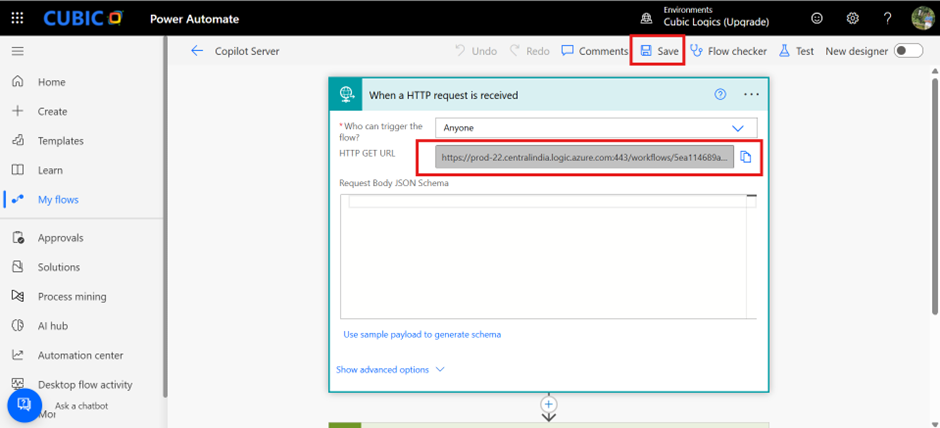 CUBIC
Power Automate
Environments
Cubic Logics (Upgrade)
?
Copilot Server
Undo
Redo
Comments
Save
Flow checker
Test
New designer
Home
Create
Templates
Learn
My flows
Approvals
Solutions
Process mining
AI hub
Automation center
Desktop flow activity
Mor
Ask a chatbot
When a HTTP request is received
*Who can trigger the
flow?
Anyone
HTTP GET URL
https://prod-22.centralindia.logic.azure.com:443/workflows/5ea114689a...
Request Body JSON Schema
Use sample payload to generate schema
Show advanced options